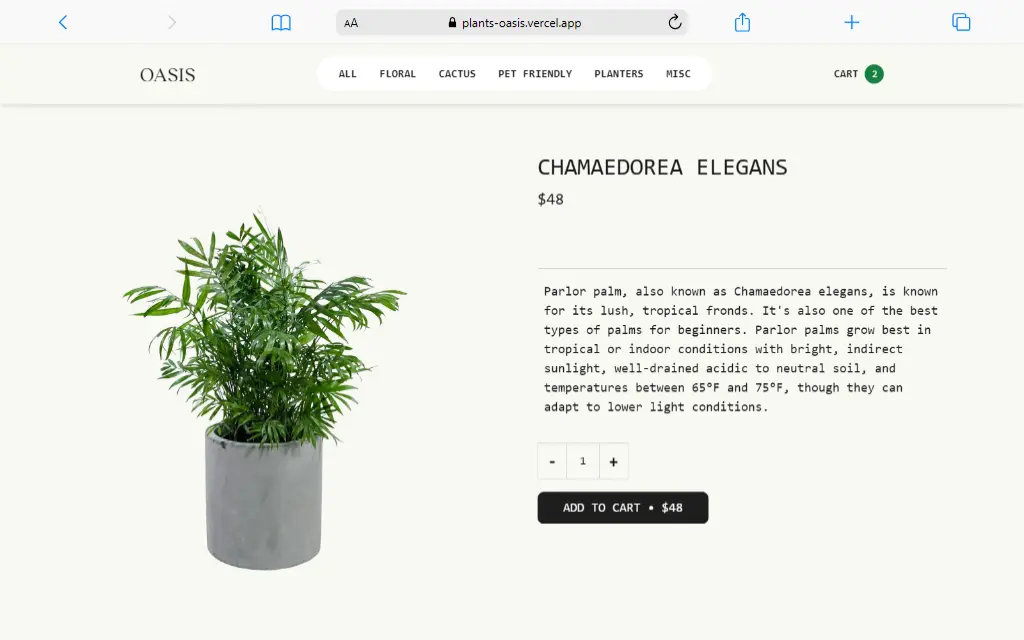 AA plants-oasis.vercel.app
OASIS ALL FLORAL CACTUS PET FRIENDLY PLANTERS MISC CART 2
CHAMAEDOREA ELEGANS
$48
Parlor palm, also known as Chamaedorea elegans, is known
for its lush, tropical fronds. It's also one of the best
types of palms for beginners. Parlor palms grow best in
tropical or indoor conditions with bright, indirect
sunlight, well-drained acidic to neutral soil, and
temperatures between 65°F and 75°F, though they can
adapt to lower light conditions.
- 1 +
ADD TO CART • $48